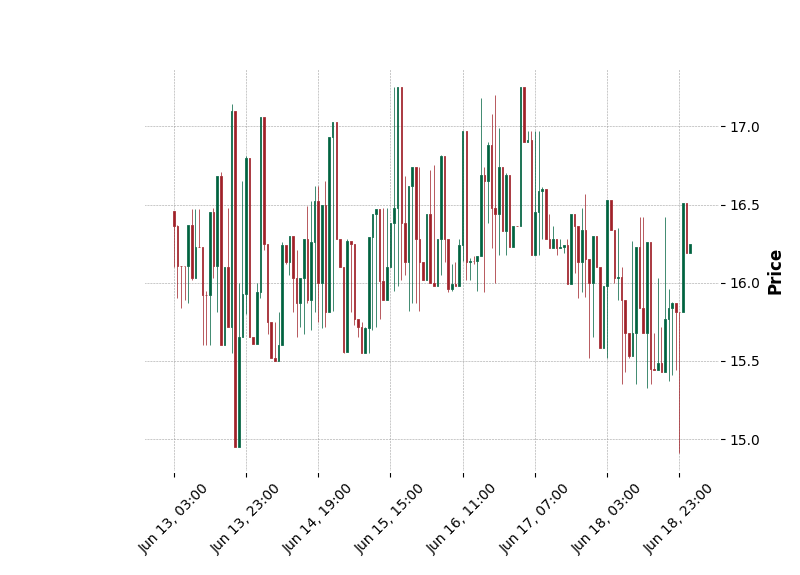 17.0
16.5
16.0
15.5
15.0
Price
Jun 13, 03:00
Jun 13, 23:00
Jun 14, 19:00
Jun 15, 15:00
Jun 16, 11:00
Jun 17, 07:00
Jun 18, 03:00
Jun 18, 23:00